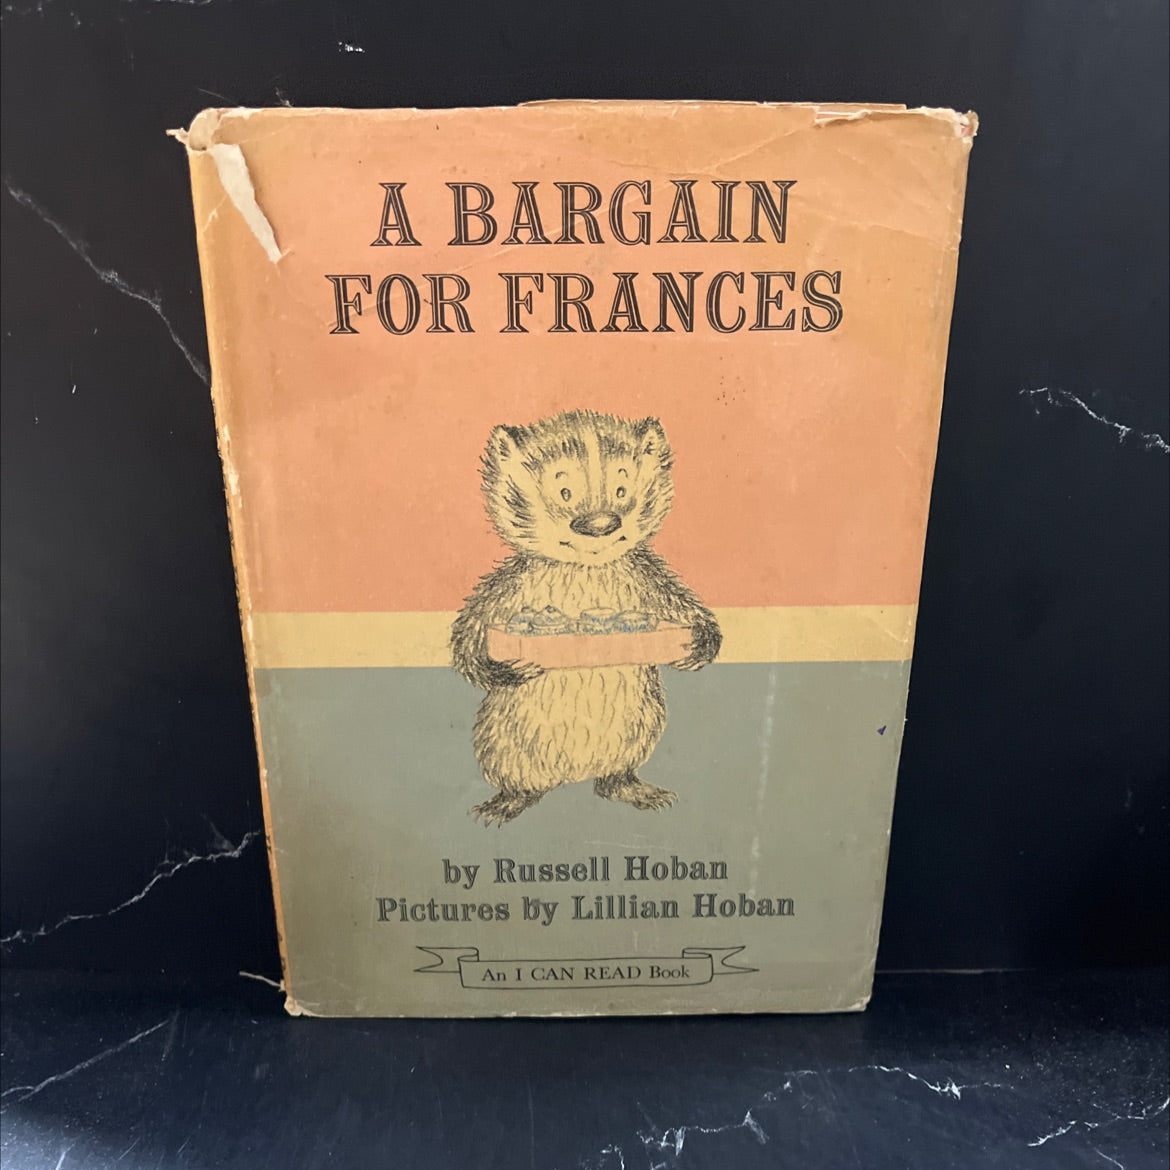 A BARGAIN
FOR FRANCES
by Russell Hoban
Pictures by Lillian Hoban
An I CAN READ Book